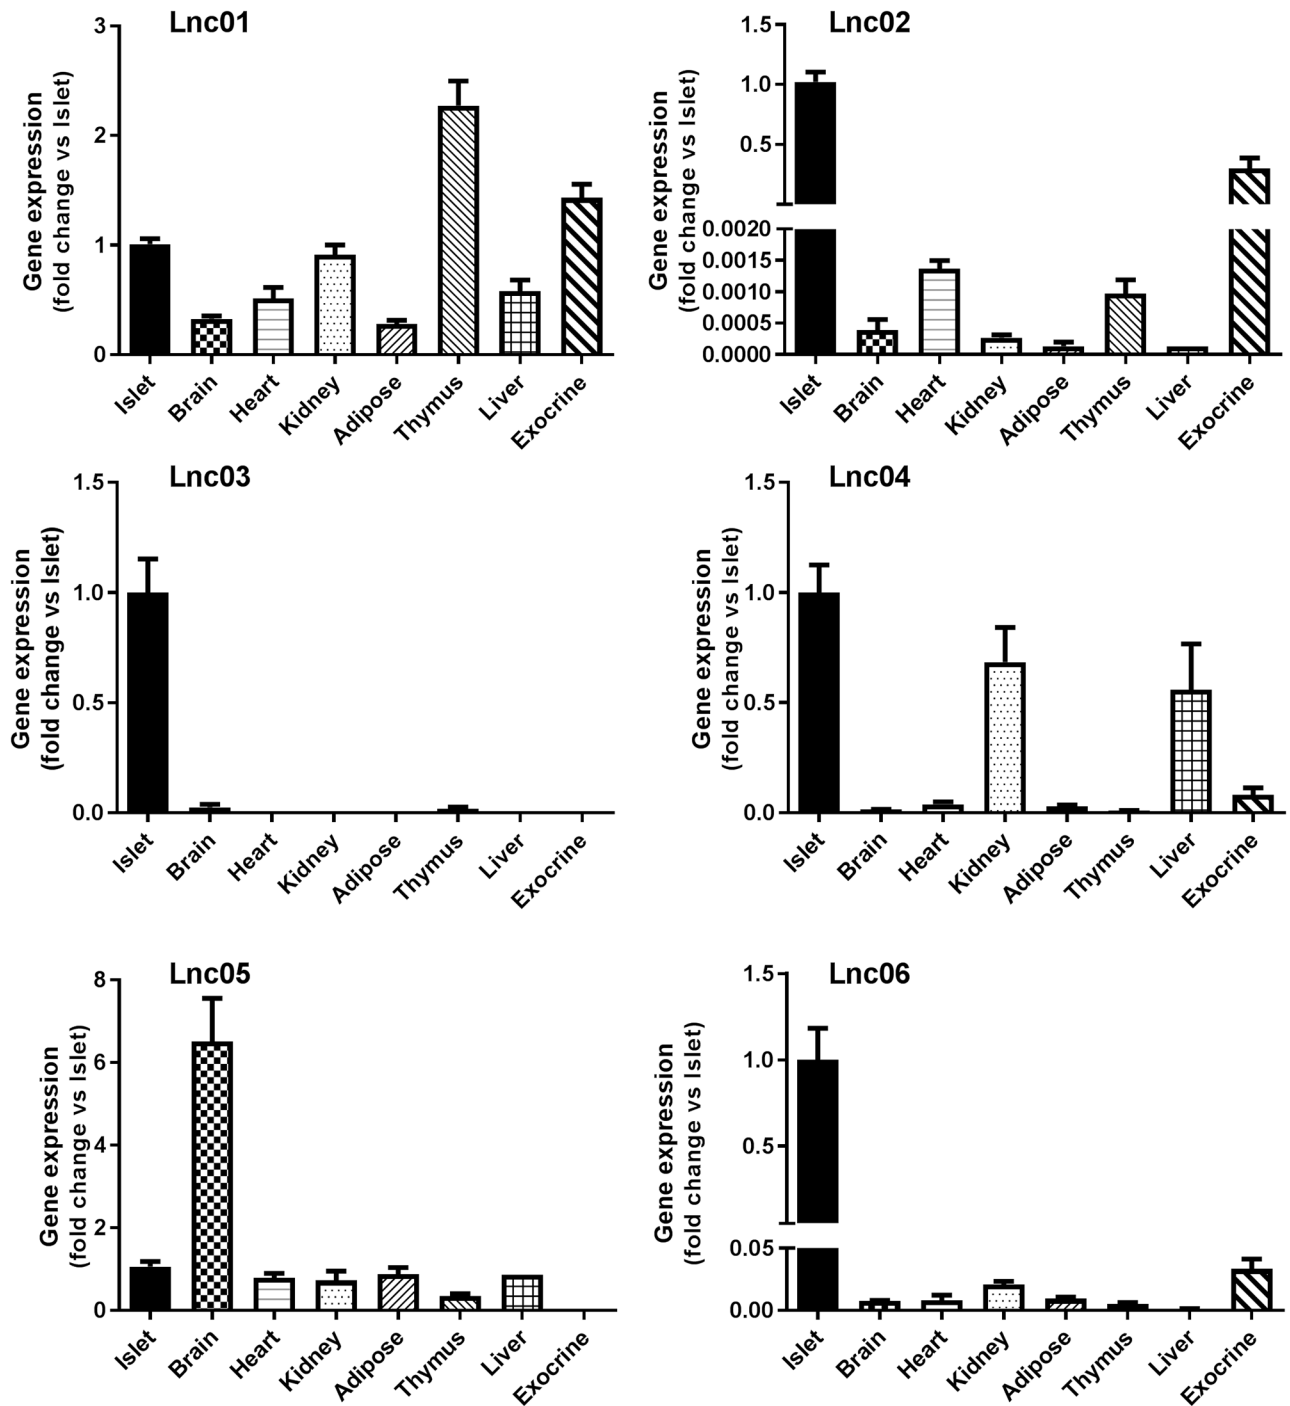 Lnc01
Gene expression
(fold change vs Islet)
3
2
1
0
Islet
Brain
Heart
Kidney
Adipose
Thymus
Liver
Exocrine
Lnc02
Gene expression
(fold change vs Islet)
1.5
1.0
0.5
0.0020
0.0015
0.0010
0.0005
0.0000
Islet
Brain
Heart
Kidney
Adipose
Thymus
Liver
Exocrine
Lnc03
Gene expression
(fold change vs Islet)
1.5
1.0
0.5
0.0
Islet
Brain
Heart
Kidney
Adipose
Thymus
Liver
Exocrine
Lnc04
Gene expression
(fold change vs Islet)
1.5
1.0
0.5
0.0
Islet
Brain
Heart
Kidney
Adipose
Thymus
Liver
Exocrine
Lnc05
Gene expression
(fold change vs Islet)
8
6
4
2
0
Islet
Brain
Heart
Kidney
Adipose
Thymus
Liver
Exocrine
Lnc06
Gene expression
(fold change vs Islet)
1.5
1.0
0.5
0.05
0.00
Islet
Brain
Heart
Kidney
Adipose
Thymus
Liver
Exocrine